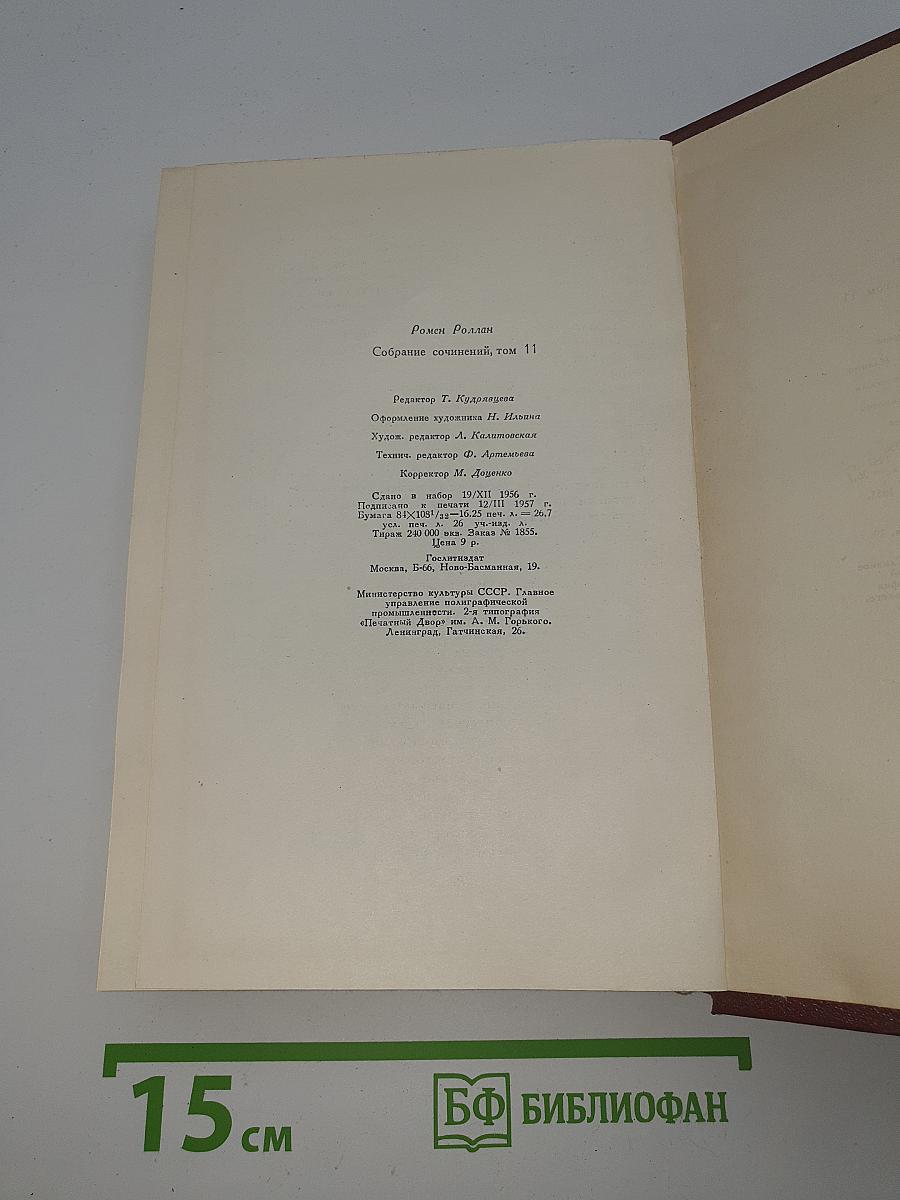 Ромен Роллан
Собрание сочинений, том 11
Редактор Т. Кудрявцева
Оформление художника Н. Ильина
Худож. редактор Л. Калитовская
Технич. редактор Ф. Артемьева
Корректор М. Доценко
Сдано в набор 19/XII 1956 г.
Подписано к печати 12/III 1957 г.
Бумага 84×108¹/₃₂—16.25 печ. л. = 26.7
усл. печ. л. 26 уч.-изд. л.
Тираж 240 000 экз. Заказ № 1855.
Цена 9 р.
Гослитиздат
Москва, Б-66, Ново-Басманная, 19.
Министерство культуры СССР. Главное
управление полиграфической
промышленности. 2-я типография
«Печатный Двор» им. А. М. Горького.
Ленинград, Гатчинская, 26.
15 см
БФ БИБЛИОФАН